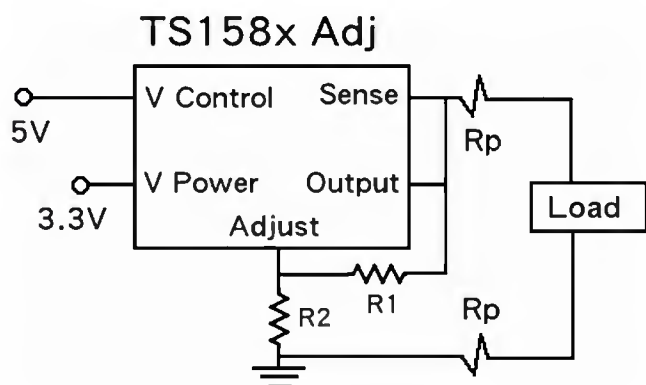 TS158x Adj
V Control
Sense
5V
Rp
V Power
Output
3.3V
Load
Adjust
R1
R2
Rp